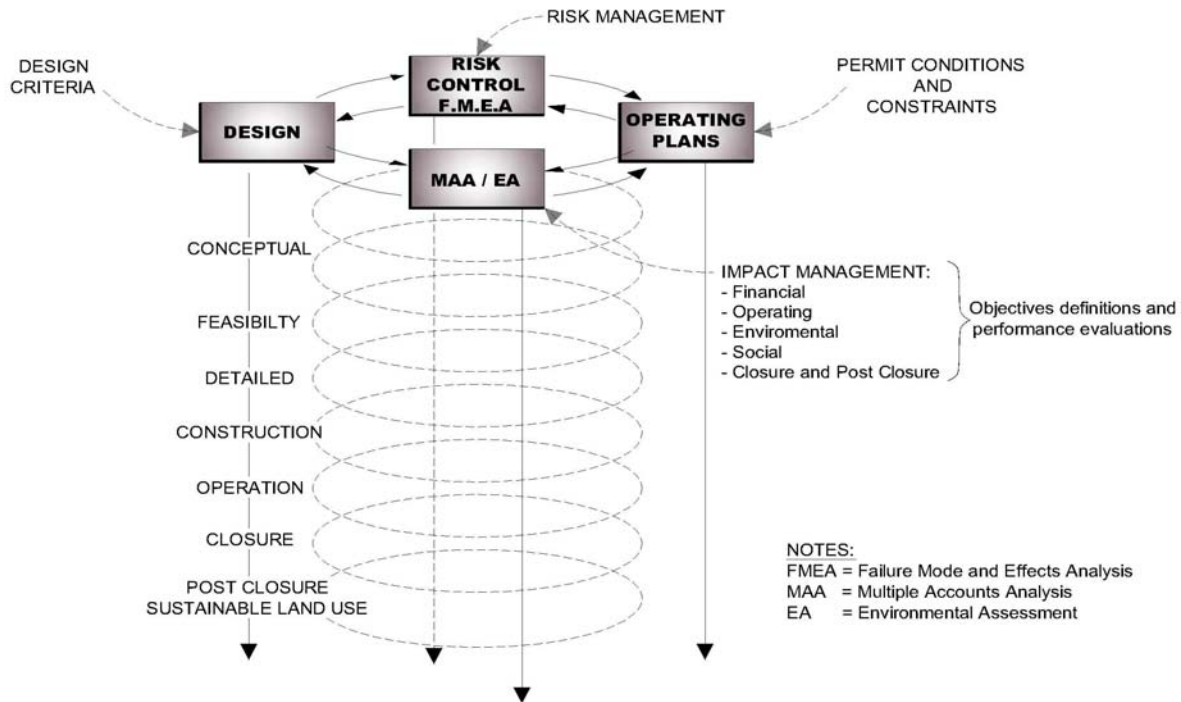 RISK MANAGEMENT
DESIGN
CRITERIA
RISK
CONTROL
F.M.E.A
PERMIT CONDITIONS
AND
CONSTRAINTS
DESIGN
OPERATING
PLANS
MAA / EA
CONCEPTUAL
FEASIBILTY
DETAILED
CONSTRUCTION
OPERATION
CLOSURE
POST CLOSURE
SUSTAINABLE LAND USE
IMPACT MANAGEMENT:
- Financial
- Operating
- Enviromental
- Social
- Closure and Post Closure
Objectives definitions and
performance evaluations
NOTES:
FMEA = Failure Mode and Effects Analysis
MAA = Multiple Accounts Analysis
EA = Environmental Assessment